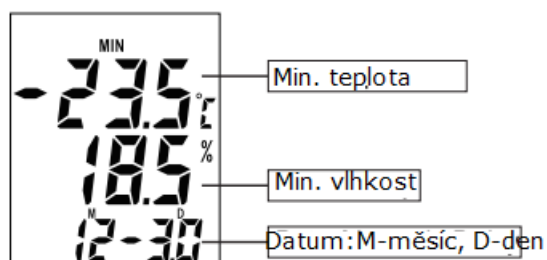 MIN
-23.5 °C Min. teplota
18.5 % Min. vlhkost
M D
12-30 Datum:M-měsíc, D-den